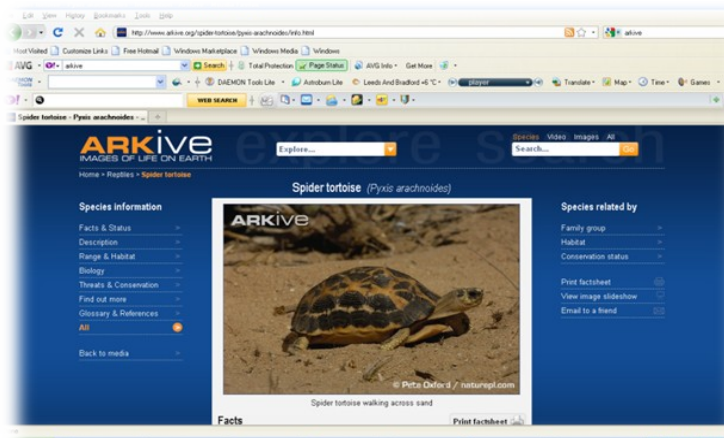 Edit View History Bookmarks Tools Help
http://www.arkive.org/spider-tortoise/pyxis-arachnoides/info.html
arkive
Most Visited Customize Links Free Hotmail Windows Marketplace Windows Media Windows
AVG arkive Search Total Protection Page Status AVG Info Get More
DAEMON Tools Lite Astroburn Lite Leeds And Bradford +6 °C player Translate Map Time Games
WEB SEARCH
Spider tortoise - Pyxis arachnoides - ...
ARKive
IMAGES OF LIFE ON EARTH
explore search
Explore...
Species Video Images All
Search... Go
Home > Reptiles > Spider tortoise
Spider tortoise (Pyxis arachnoides)
Species information
Facts & Status
Description
Range & Habitat
Biology
Threats & Conservation
Find out more
Glossary & References
All
Back to media
ARKive
© Pete Oxford / naturepl.com
Spider tortoise walking across sand
Facts
Print factsheet
Species related by
Family group
Habitat
Conservation status
Print factsheet
View image slideshow
Email to a friend